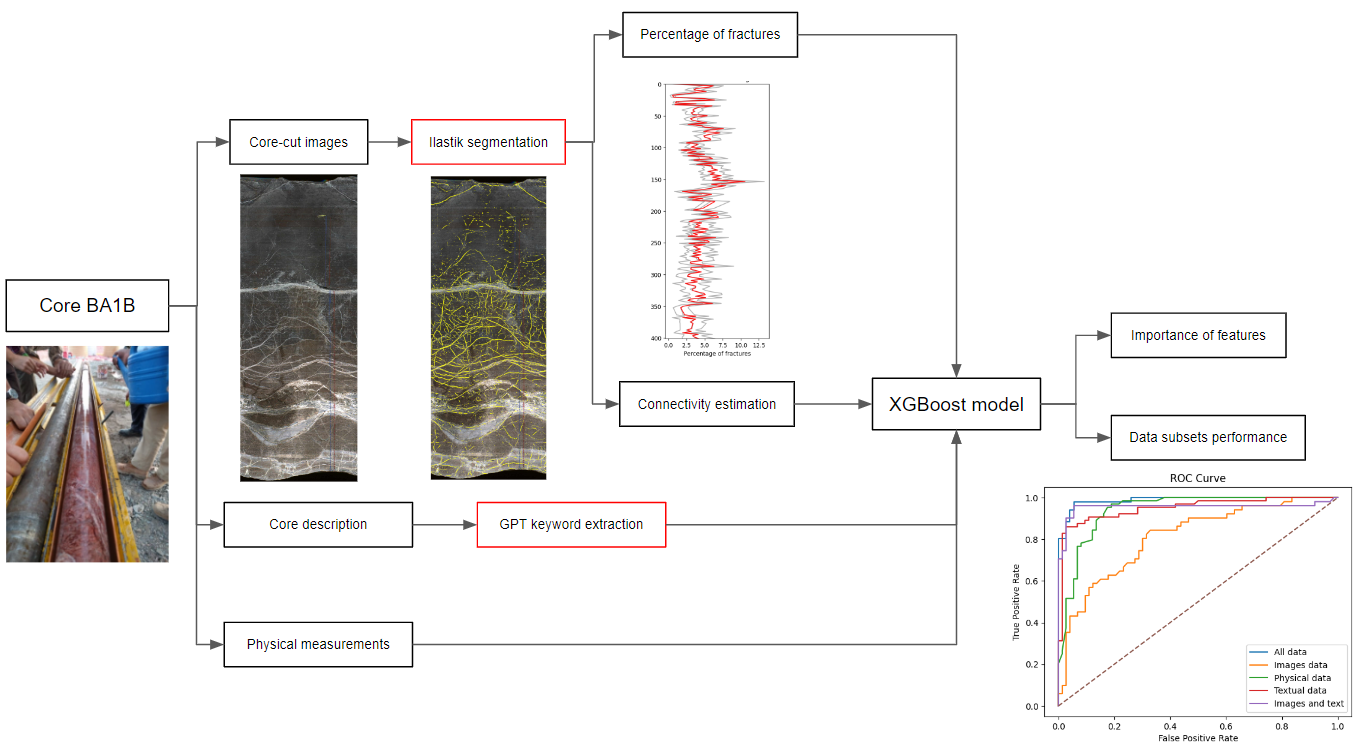 Percentage of fractures
Core-cut images
Ilastik segmentation
0
50
100
150
200
250
300
350
400
0.0 2.5 5.0 7.5 10.0 12.5
Percentage of fractures
Core BA1B
Importance of features
Connectivity estimation
XGBoost model
Data subsets performance
Core description
GPT keyword extraction
Physical measurements
ROC Curve
1.0
0.8
0.6
0.4
0.2
0.0
True Positive Rate
All data
Images data
Physical data
Textual data
Images and text
0.0 0.2 0.4 0.6 0.8 1.0
False Positive Rate